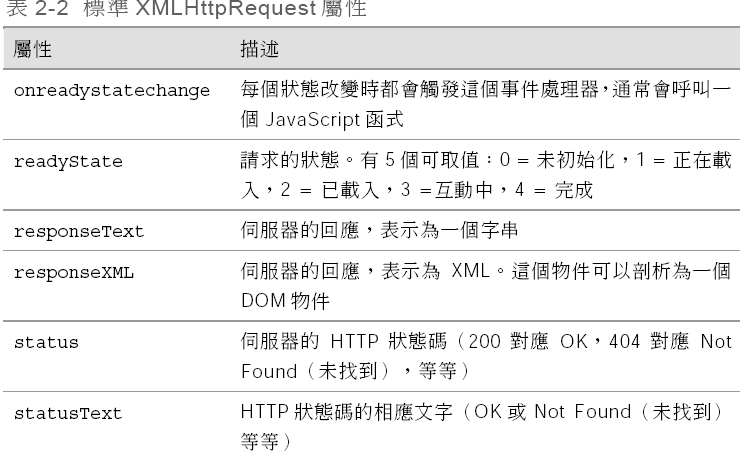 表 2-2 標準 XMLHttpRequest 屬性
屬性 描述
onreadystatechange 每個狀態改變時都會觸發這個事件處理器，通常會呼叫一
個 JavaScript 函式
readyState 請求的狀態。有 5 個可取值：0 = 未初始化，1 = 正在載
入，2 = 已載入，3 =互動中，4 = 完成
responseText 伺服器的回應，表示為一個字串
responseXML 伺服器的回應，表示為 XML。這個物件可以剖析為一個
DOM 物件
status 伺服器的 HTTP 狀態碼（200 對應 OK，404 對應 Not
Found（未找到），等等）
statusText HTTP 狀態碼的相應文字（OK 或 Not Found（未找到）
等等）